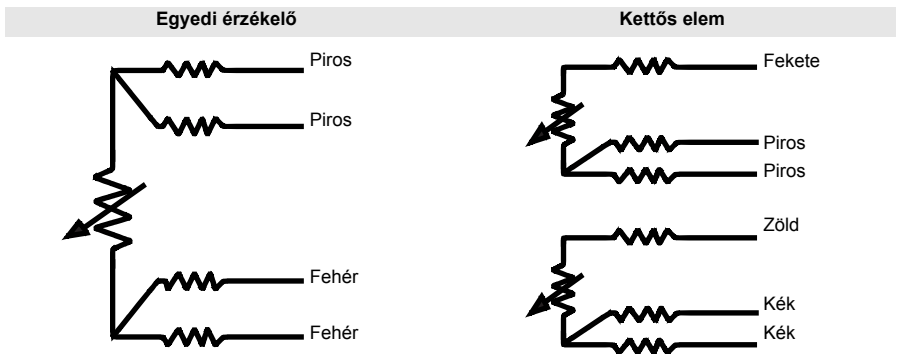 Egyedi érzékelő
Kettős elem
Piros
Piros
Fehér
Fehér
Fekete
Piros
Piros
Zöld
Kék
Kék